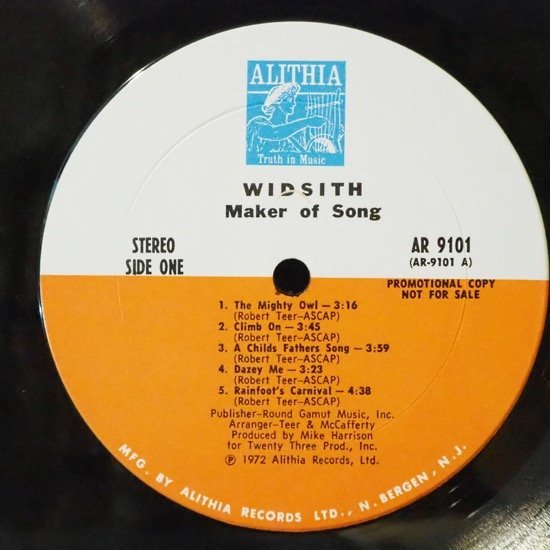 ALITHIA
Truth in Music
WIDSITH
Maker of Song
STEREO
SIDE ONE
AR 9101
(AR-9101 A)
PROMOTIONAL COPY
NOT FOR SALE
1. The Mighty Owl — 3:16
(Robert Teer—ASCAP)
2. Climb On — 3:45
(Robert Teer—ASCAP)
3. A Childs Fathers Song — 3:59
(Robert Teer—ASCAP)
4. Dazey Me — 3:23
(Robert Teer—ASCAP)
5. Rainfoot's Carnival — 4:38
(Robert Teer—ASCAP)
Publisher-Round Gamut Music, Inc.
Arranger-Teer & McCafferty
Produced by Mike Harrison
for Twenty Three Prod., Inc.
℗ 1972 Alithia Records, Ltd.
MFG. BY ALITHIA RECORDS LTD., N. BERGEN, N.J.